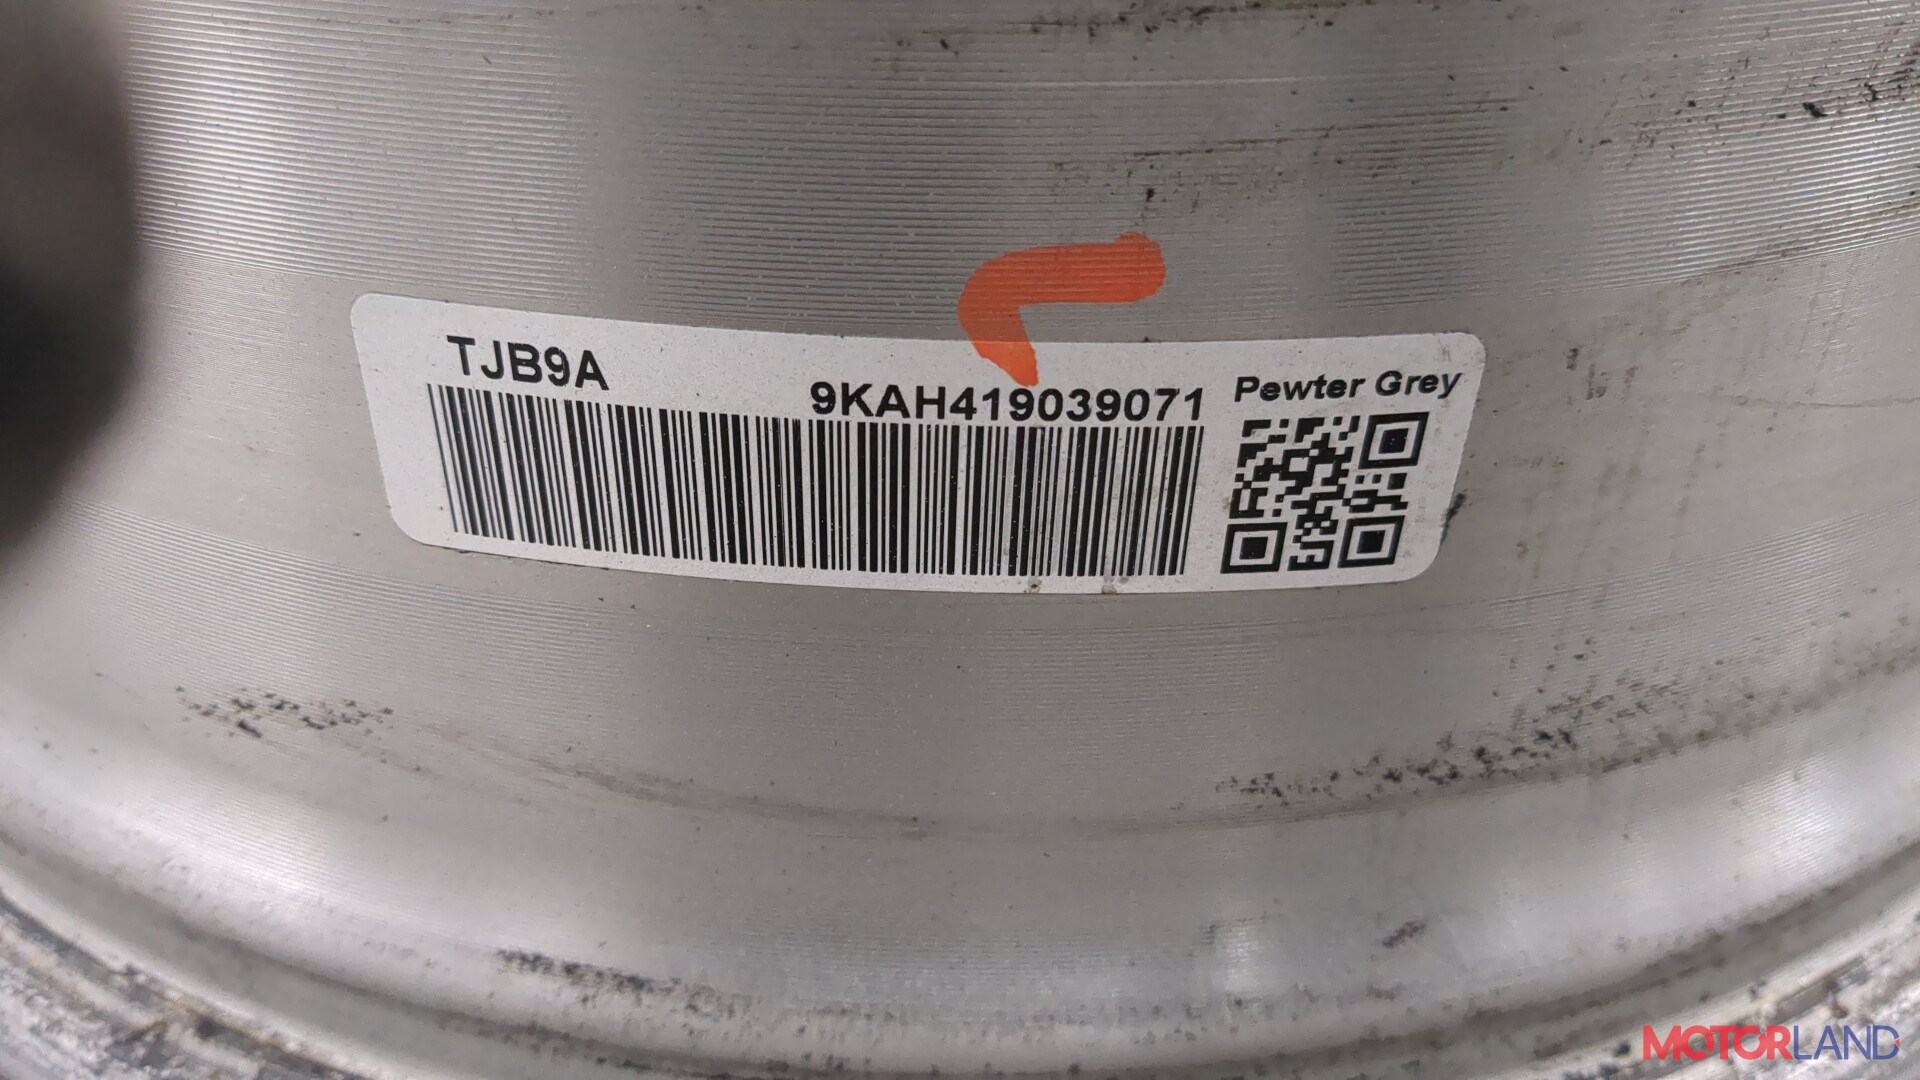 TJB9A
9KAH419039071
Pewter Grey
MOTORLAND